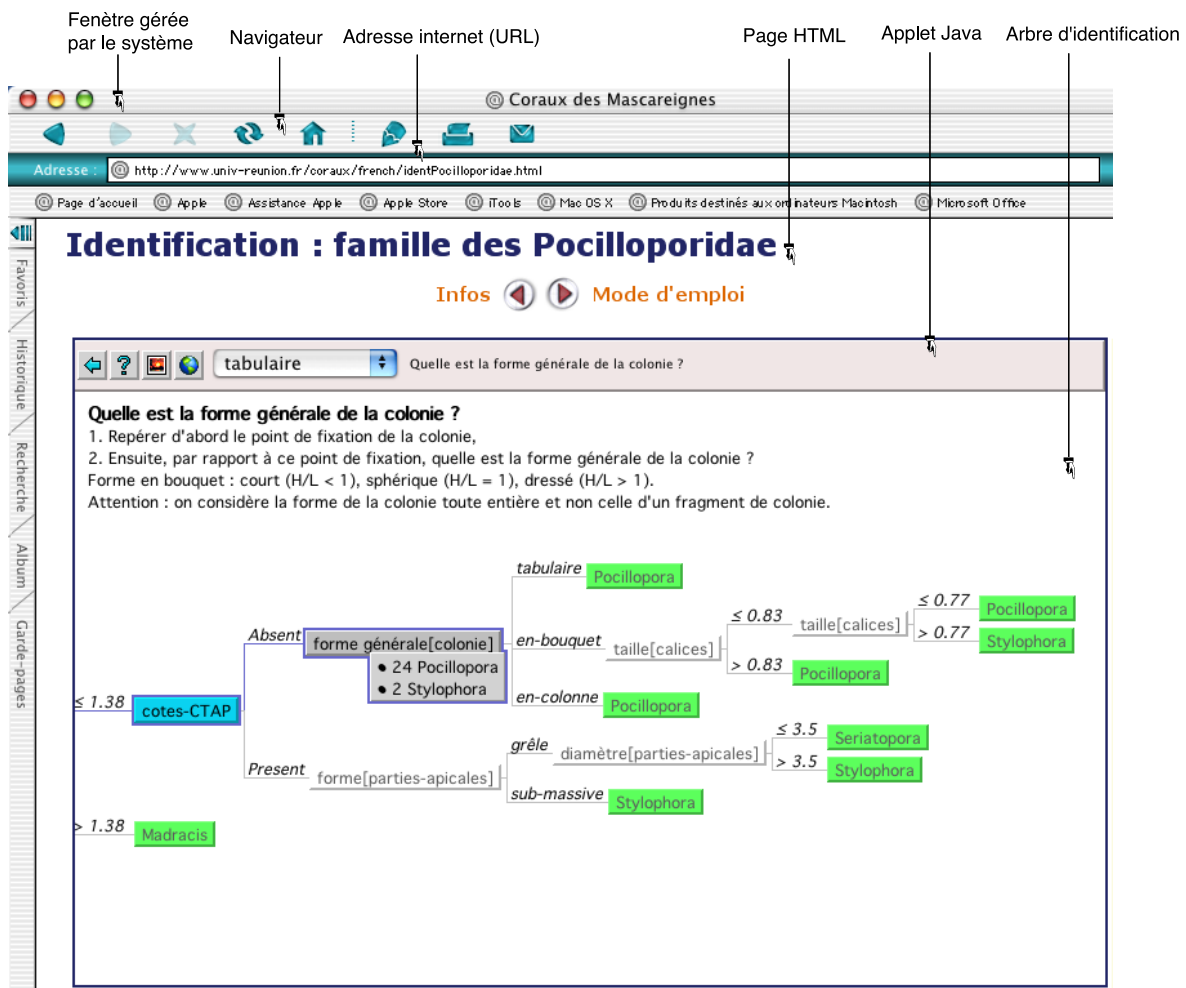 Fenètre gérée
par le système
Navigateur
Adresse internet (URL)
Page HTML
Applet Java
Arbre d'identification
@ Coraux des Mascareignes
Adresse : @ http://www.univ-reunion.fr/coraux/french/identPocilloporidae.html
@ Page d'accueil @ Apple @ Assistance Apple @ Apple Store @ iTools @ Mac OS X @ Produits destinés aux ordinateurs Macintosh @ Microsoft Office
Favoris
Historique
Recherche
Album
Garde-pages
Identification : famille des Pocilloporidae
Infos Mode d'emploi
? tabulaire Quelle est la forme générale de la colonie ?
Quelle est la forme générale de la colonie ?
1. Repérer d'abord le point de fixation de la colonie,
2. Ensuite, par rapport à ce point de fixation, quelle est la forme générale de la colonie ?
Forme en bouquet : court (H/L < 1), sphérique (H/L = 1), dressé (H/L > 1).
Attention : on considère la forme de la colonie toute entière et non celle d'un fragment de colonie.
≤ 1.38
cotes-CTAP
Absent
forme générale[colonie]
• 24 Pocillopora
• 2 Stylophora
tabulaire
Pocillopora
en-bouquet
taille[calices]
≤ 0.83
taille[calices]
≤ 0.77
Pocillopora
> 0.77
Stylophora
> 0.83
Pocillopora
en-colonne
Pocillopora
Present
forme[parties-apicales]
grêle
diamètre[parties-apicales]
≤ 3.5
Seriatopora
> 3.5
Stylophora
sub-massive
Stylophora
> 1.38
Madracis